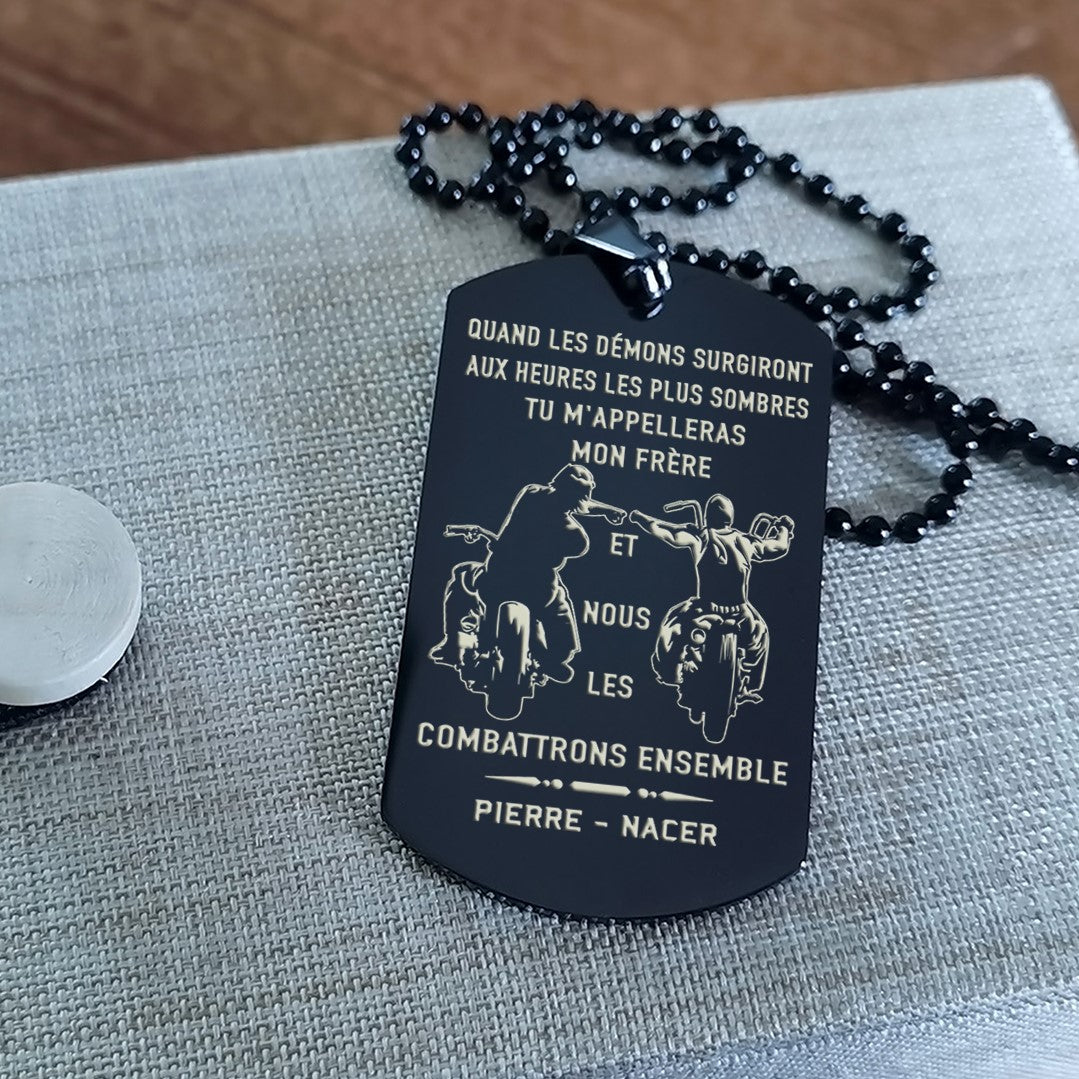 QUAND LES DÉMONS SURGIRONT
AUX HEURES LES PLUS SOMBRES
TU M'APPELLERAS
MON FRÈRE
ET
NOUS
LES
COMBATTRONS ENSEMBLE
PIERRE - NACER